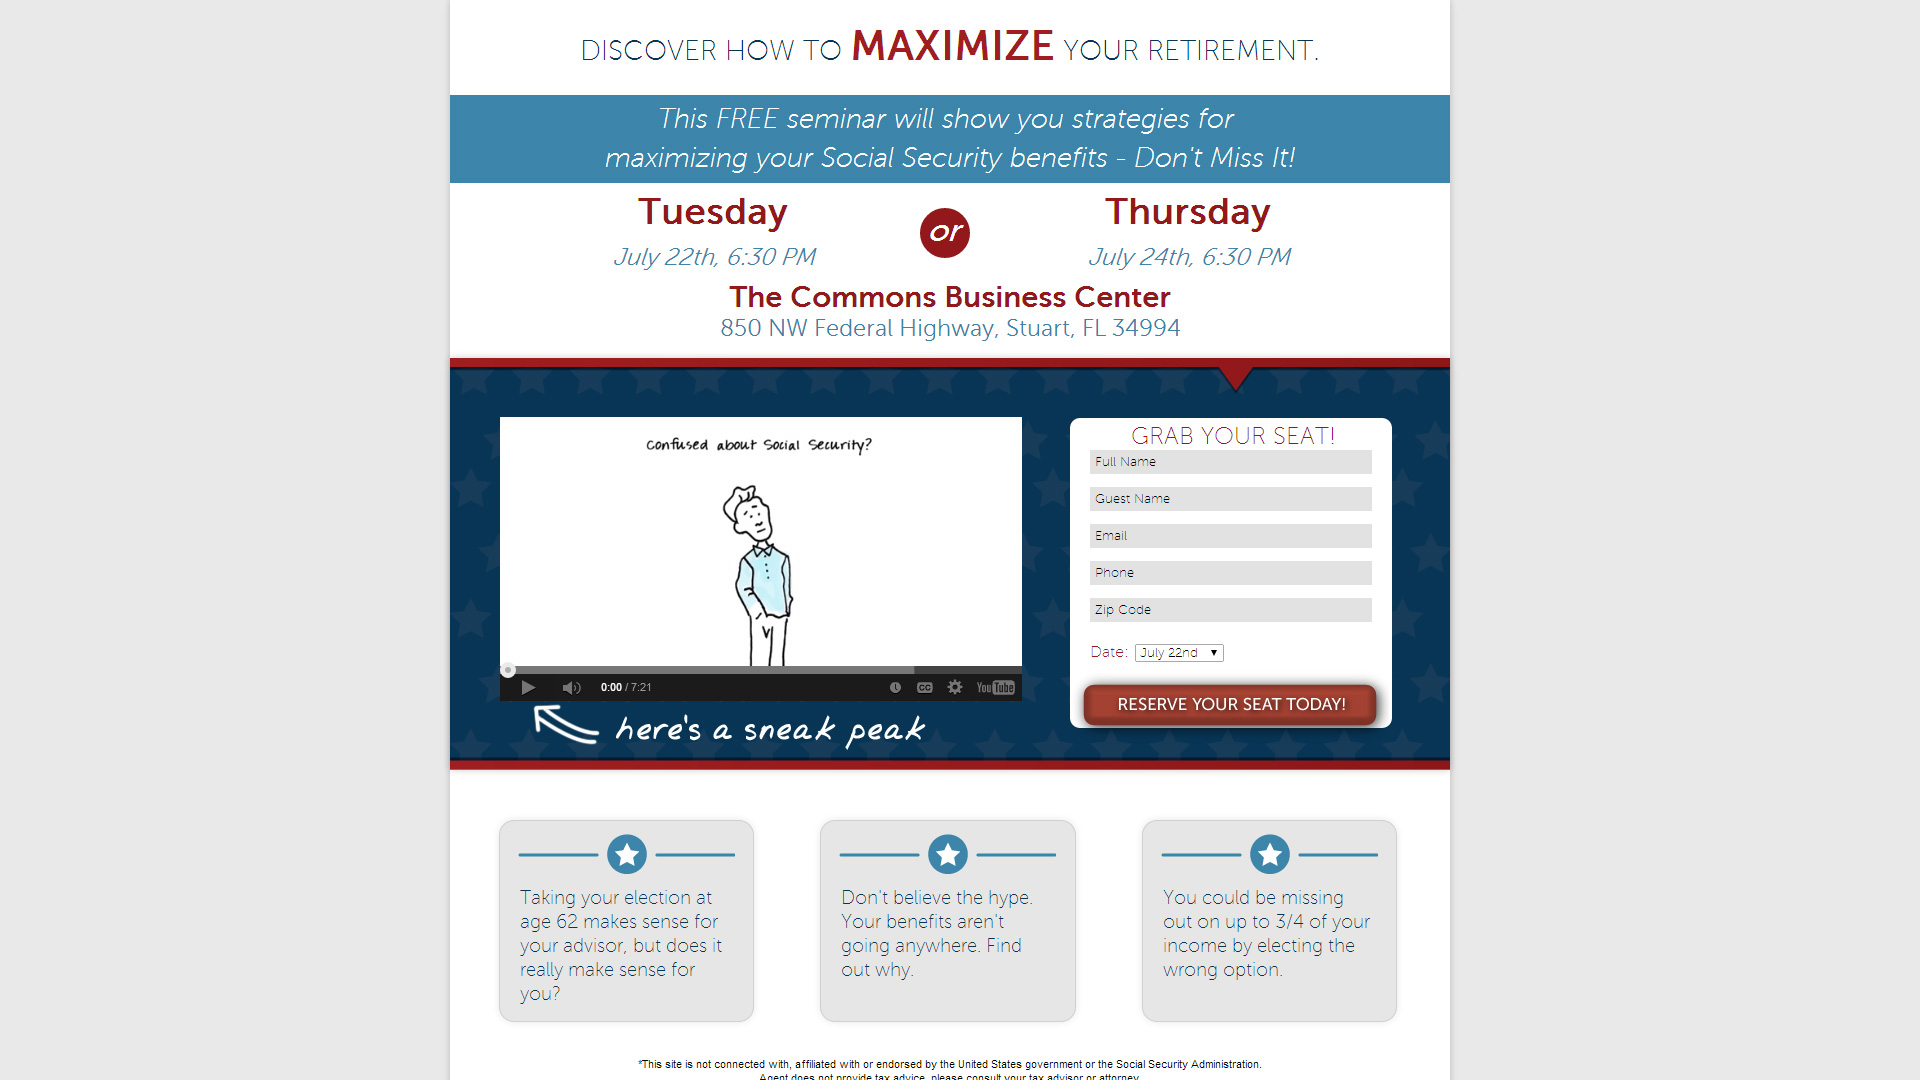 DISCOVER HOW TO MAXIMIZE YOUR RETIREMENT.
This FREE seminar will show you strategies for
maximizing your Social Security benefits - Don't Miss It!
Tuesday
July 22th, 6:30 PM
or
Thursday
July 24th, 6:30 PM
The Commons Business Center
850 NW Federal Highway, Stuart, FL 34994
Confused about Social Security?
0:00 / 7:21
CC
YouTube
here's a sneak peak
GRAB YOUR SEAT!
Full Name
Guest Name
Email
Phone
Zip Code
Date: July 22nd
RESERVE YOUR SEAT TODAY!
Taking your election at
age 62 makes sense for
your advisor, but does it
really make sense for
you?
Don't believe the hype.
Your benefits aren't
going anywhere. Find
out why.
You could be missing
out on up to 3/4 of your
income by electing the
wrong option.
*This site is not connected with, affiliated with or endorsed by the United States government or the Social Security Administration.
Agent does not provide tax advice, please consult your tax advisor or attorney.